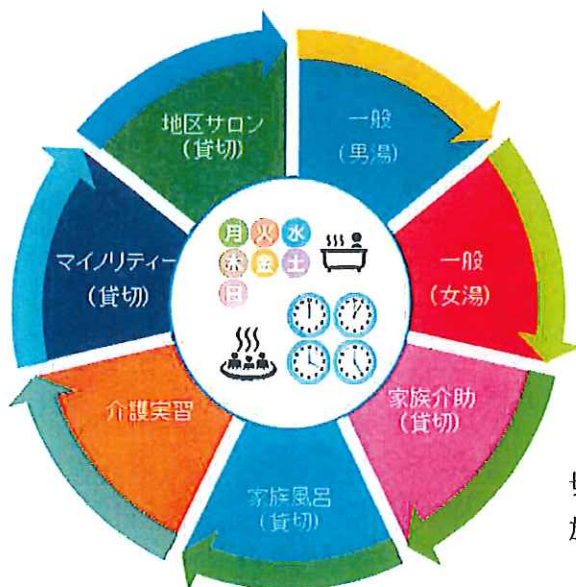 一般
(男湯)
一般
(女湯)
家族介助
(貸切)
家族風呂
(貸切)
介護実習
マイノリティー
(貸切)
地区サロン
(貸切)
月 火 水
木 金 土
日